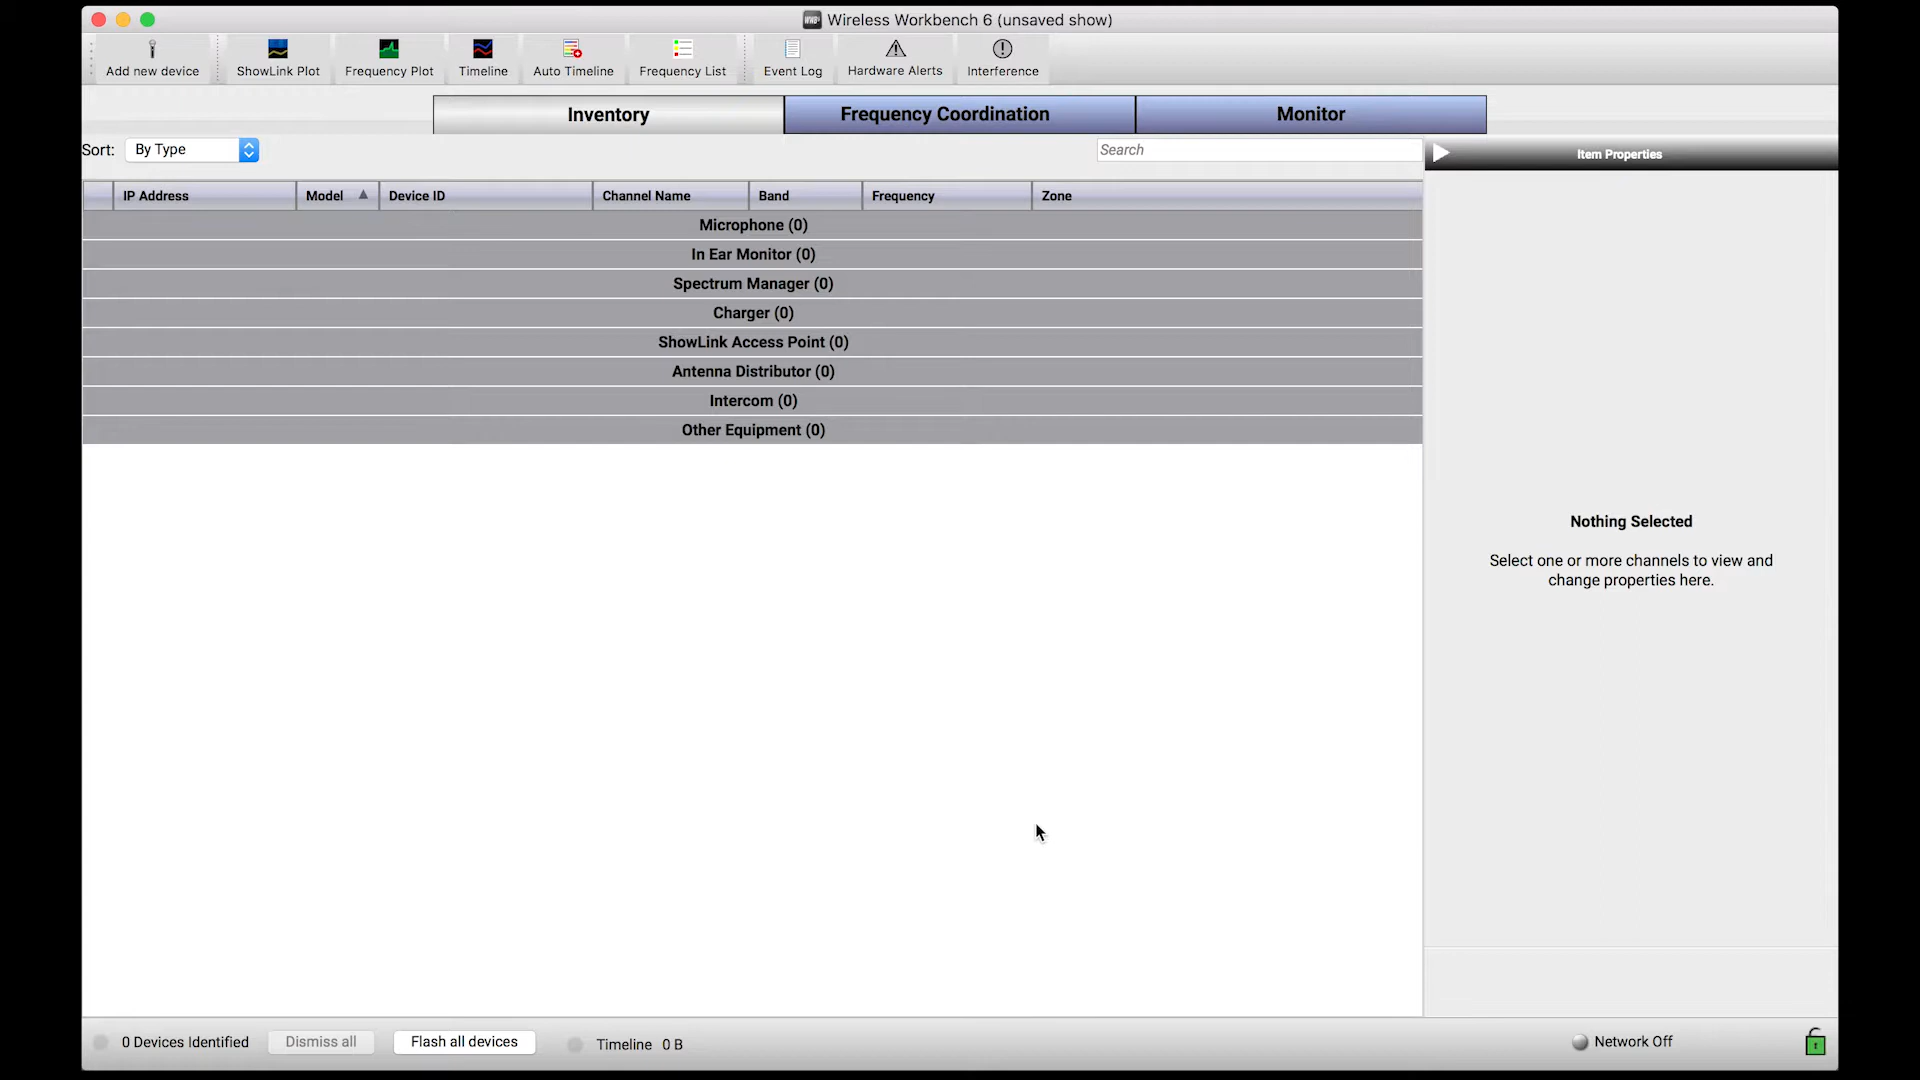 Wireless Workbench 6 (unsaved show)
Add new device
ShowLink Plot
Frequency Plot
Timeline
Auto Timeline
Frequency List
Event Log
Hardware Alerts
Interference
Inventory
Frequency Coordination
Monitor
Sort:
By Type
Search
Item Properties
IP Address
Model
Device ID
Channel Name
Band
Frequency
Zone
Microphone (0)
In Ear Monitor (0)
Spectrum Manager (0)
Charger (0)
ShowLink Access Point (0)
Antenna Distributor (0)
Intercom (0)
Other Equipment (0)
Nothing Selected
Select one or more channels to view and
change properties here.
0 Devices Identified
Dismiss all
Flash all devices
Timeline 0 B
Network Off